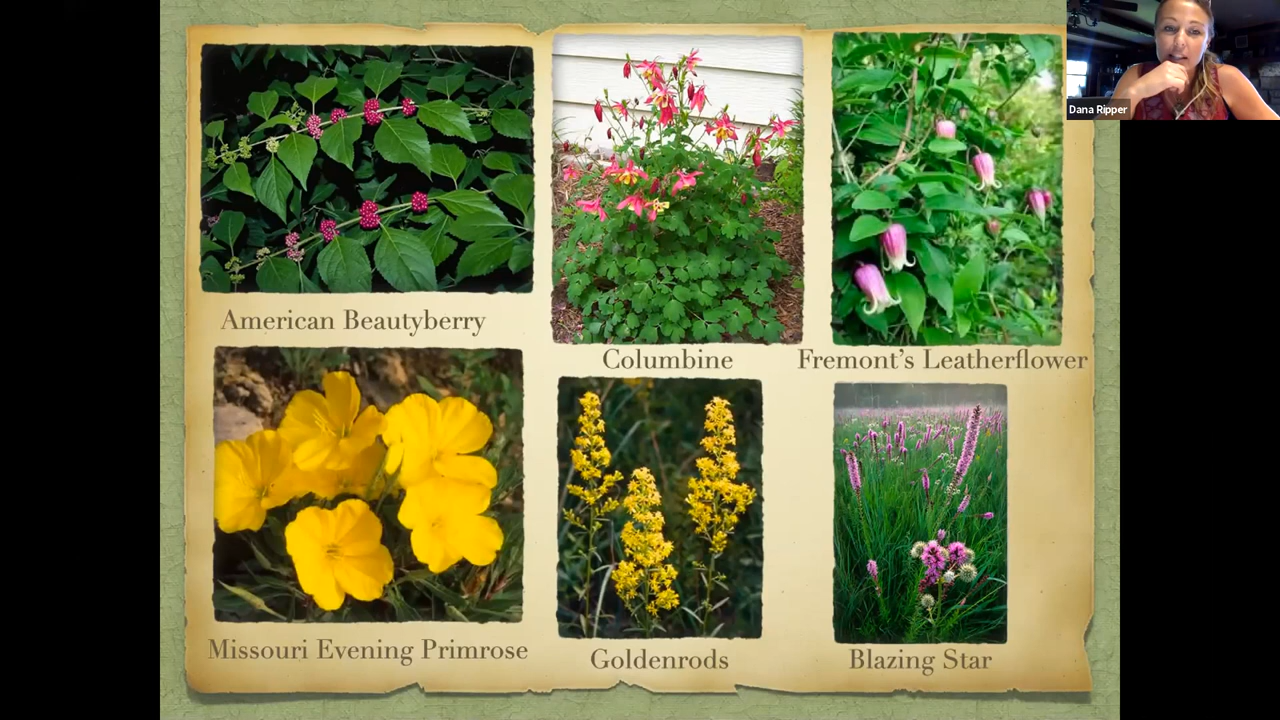 Dana Ripper
American Beautyberry
Columbine
Fremont’s Leatherflower
Missouri Evening Primrose
Goldenrods
Blazing Star